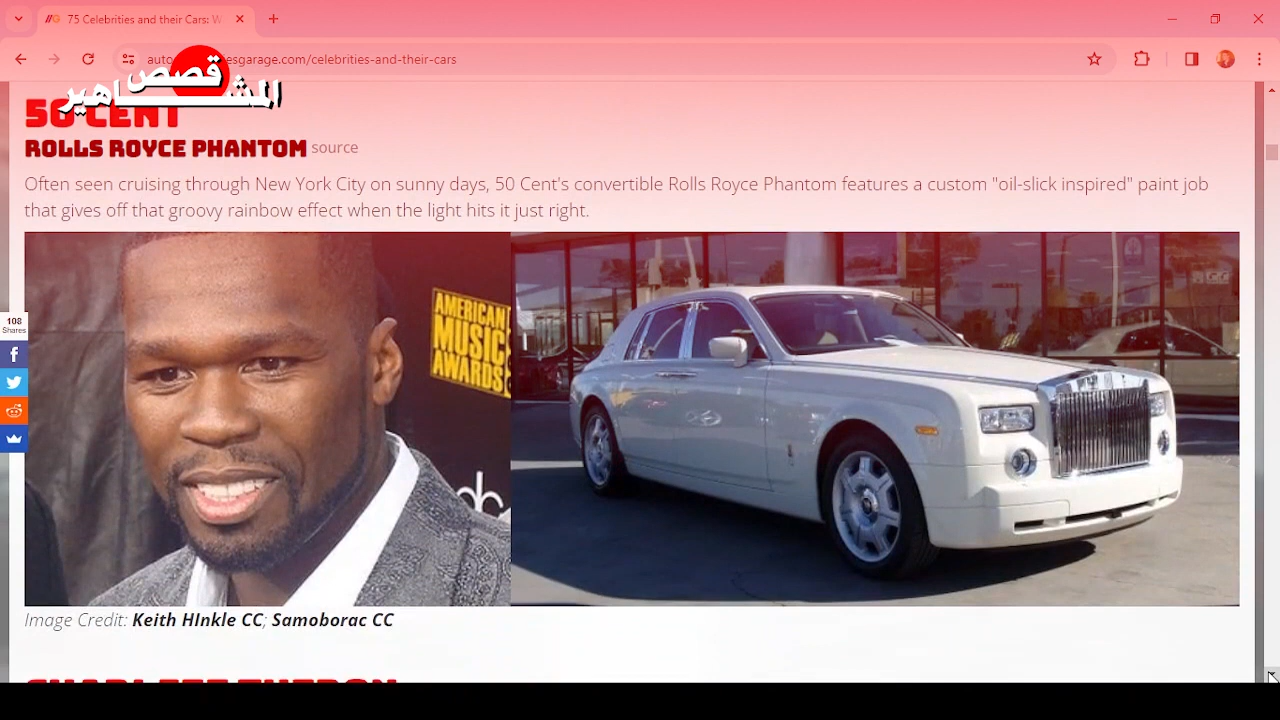 75 Celebrities and their Cars: W
esgarage.com/celebrities-and-their-cars
قصص
المشاهير
50 CENT
ROLLS ROYCE PHANTOM source
Often seen cruising through New York City on sunny days, 50 Cent's convertible Rolls Royce Phantom features a custom "oil-slick inspired" paint job
that gives off that groovy rainbow effect when the light hits it just right.
AMERICAN
MUSIC
AWARDS
108
Shares
Image Credit: Keith HInkle CC; Samoborac CC